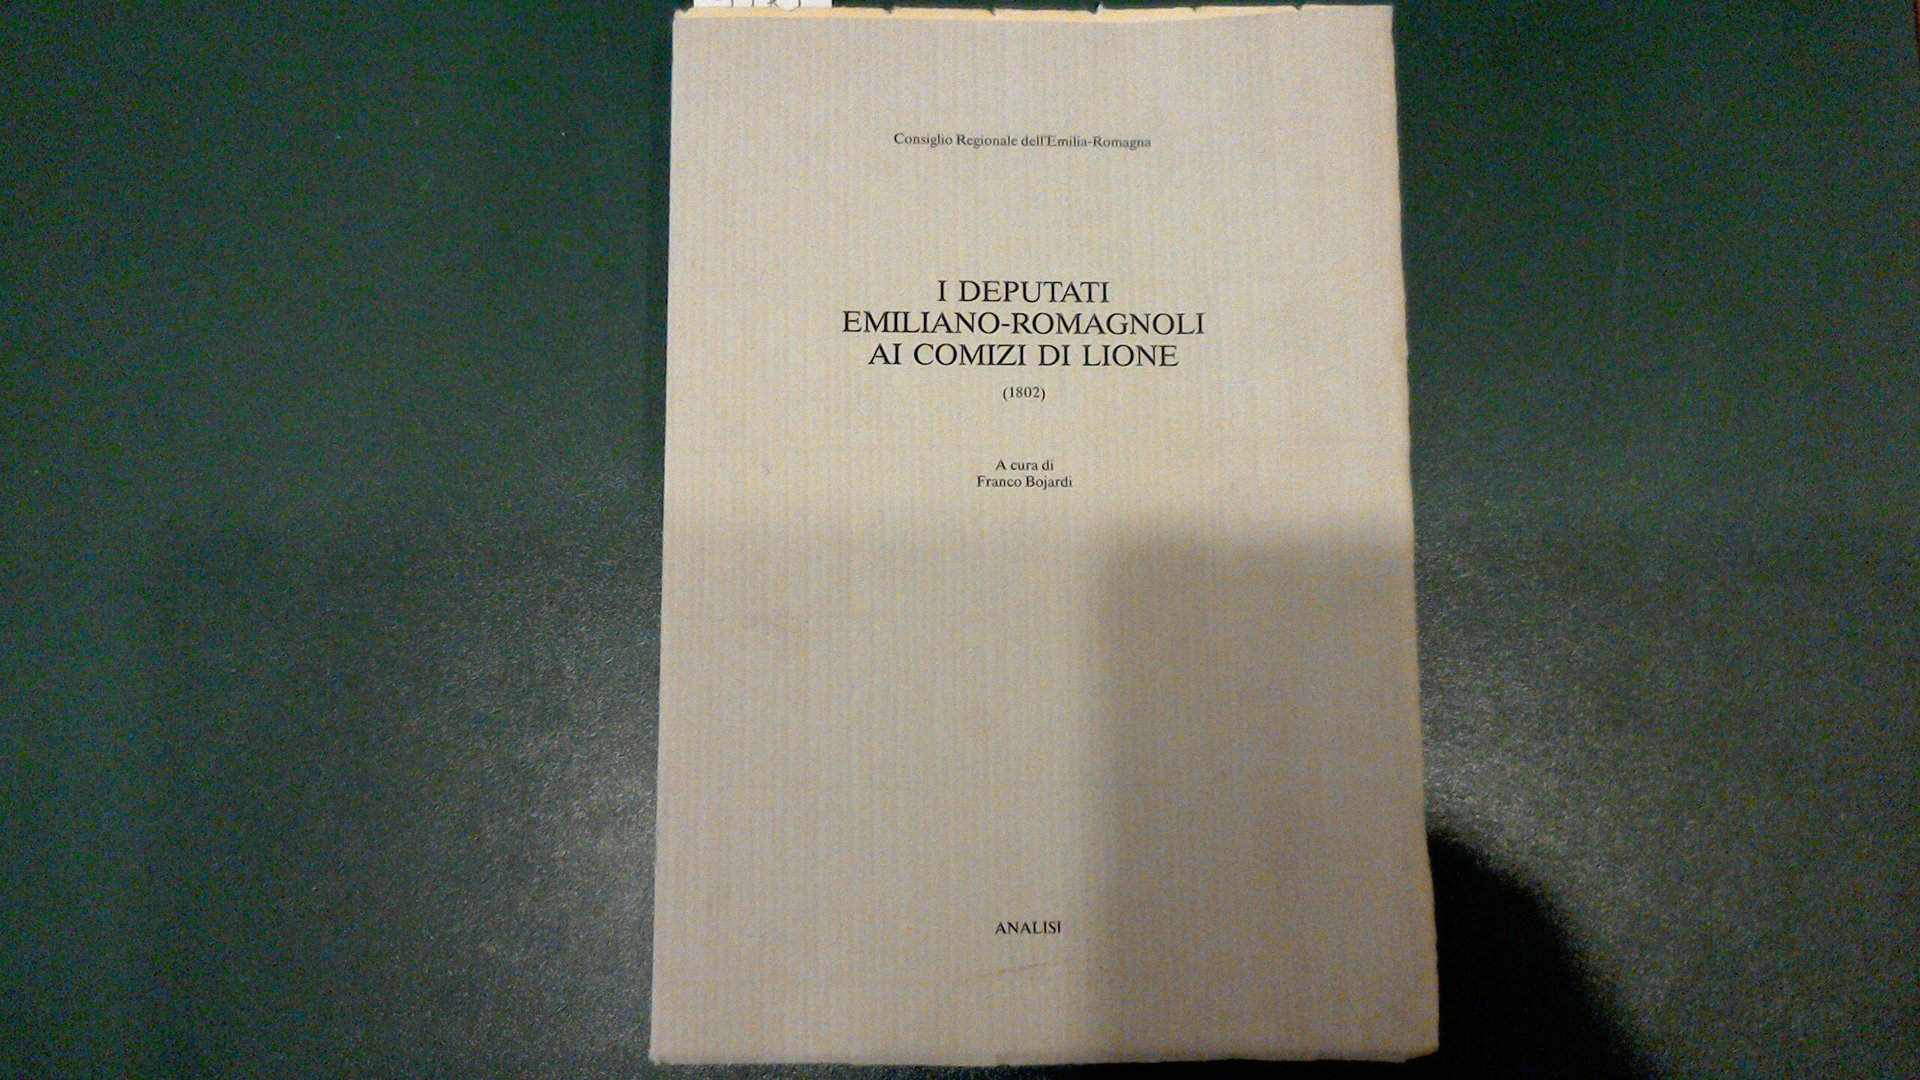 Consiglio Regionale dell'Emilia-Romagna
I DEPUTATI
EMILIANO-ROMAGNOLI
AI COMIZI DI LIONE
(1802)
A cura di
Franco Bojardi
ANALISI